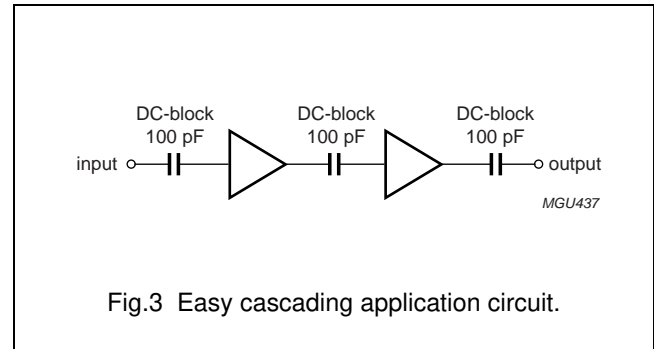 DC-block
100 pF
DC-block
100 pF
DC-block
100 pF
input
output
MGU437
Fig.3 Easy cascading application circuit.